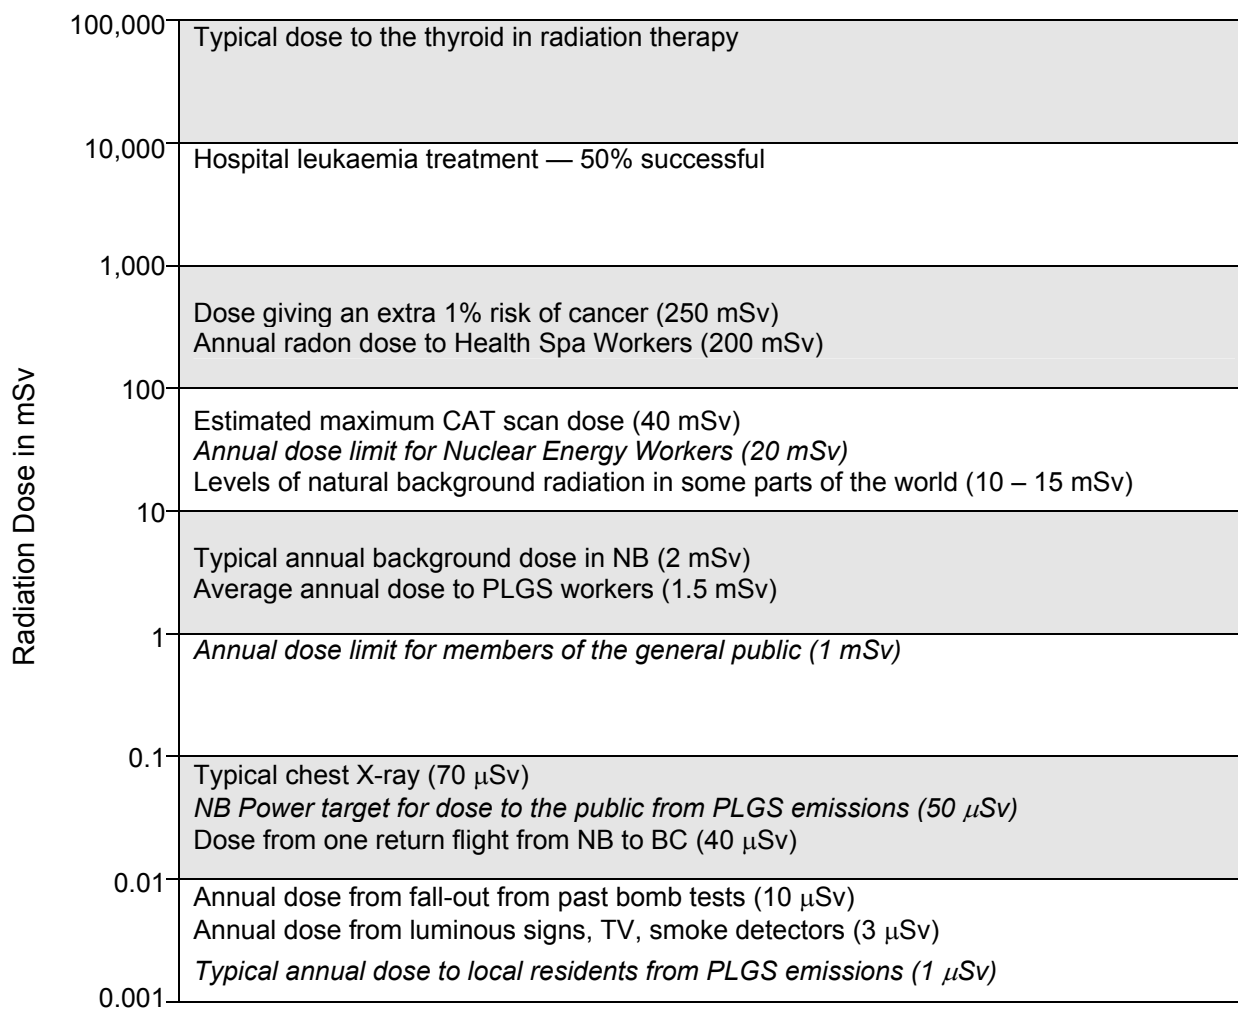 100,000
Typical dose to the thyroid in radiation therapy
10,000
Hospital leukaemia treatment — 50% successful
1,000
Dose giving an extra 1% risk of cancer (250 mSv)
Annual radon dose to Health Spa Workers (200 mSv)
100
Estimated maximum CAT scan dose (40 mSv)
Annual dose limit for Nuclear Energy Workers (20 mSv)
Levels of natural background radiation in some parts of the world (10 – 15 mSv)
10
Typical annual background dose in NB (2 mSv)
Average annual dose to PLGS workers (1.5 mSv)
1
Annual dose limit for members of the general public (1 mSv)
0.1
Typical chest X-ray (70 μSv)
NB Power target for dose to the public from PLGS emissions (50 μSv)
Dose from one return flight from NB to BC (40 μSv)
0.01
Annual dose from fall-out from past bomb tests (10 μSv)
Annual dose from luminous signs, TV, smoke detectors (3 μSv)
Typical annual dose to local residents from PLGS emissions (1 μSv)
0.001
Radiation Dose in mSv